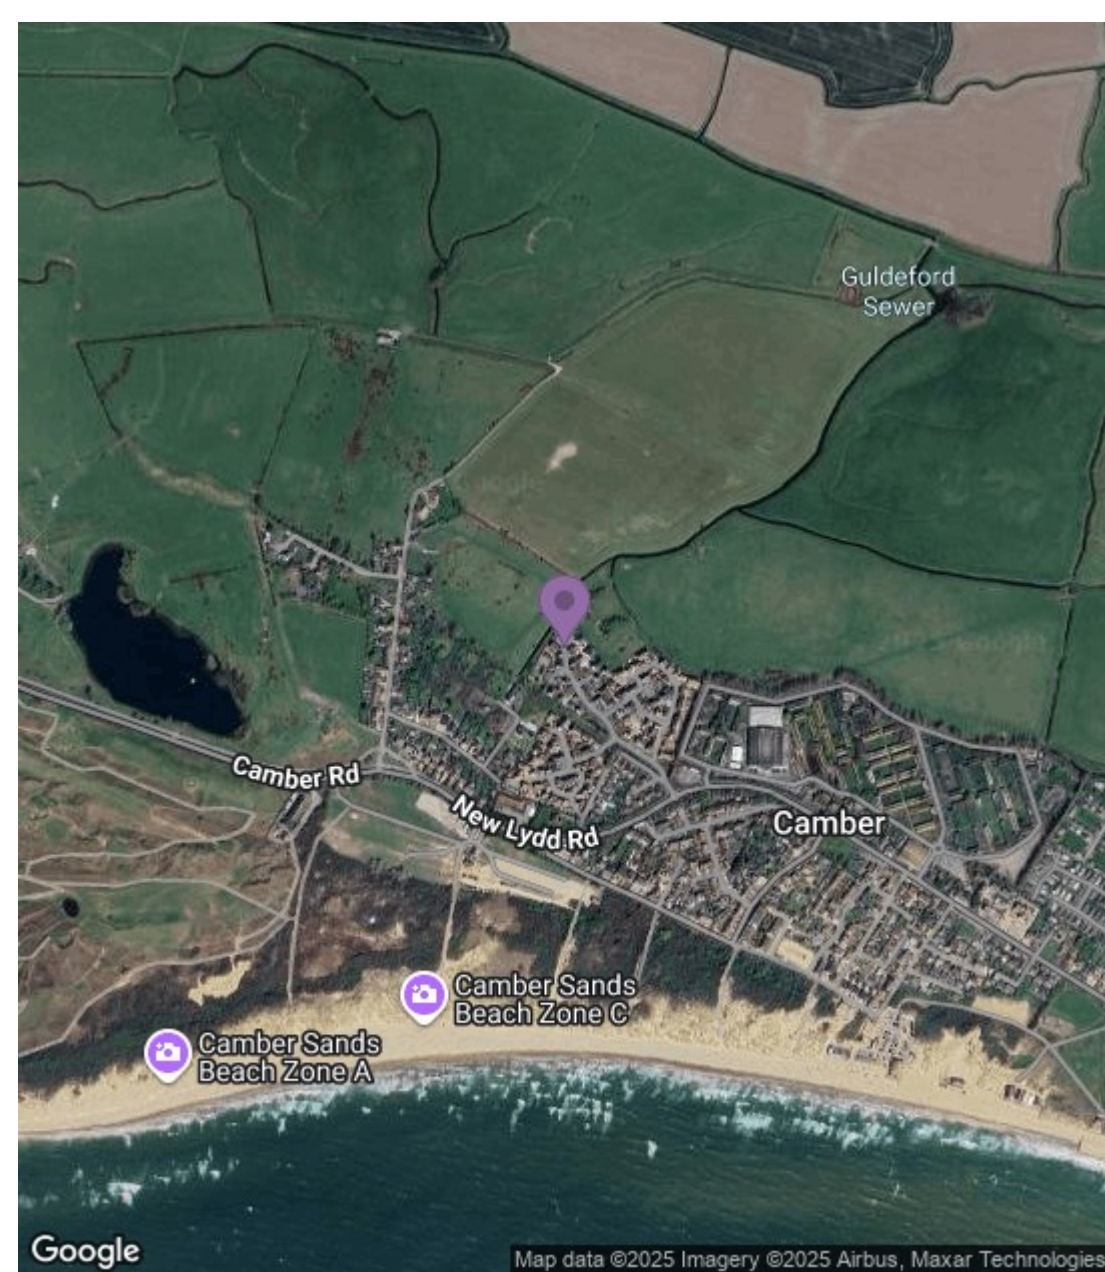 Guldeford
Sewer
Camber Rd
New Lydd Rd
Camber
Camber Sands
Beach Zone C
Camber Sands
Beach Zone A
Google
Map data ©2025 Imagery ©2025 Airbus, Maxar Technologies